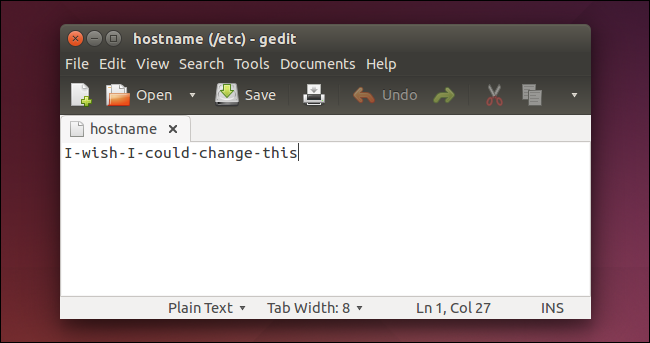 hostname (/etc) - gedit
File Edit View Search Tools Documents Help
Open Save Undo
hostname
I-wish-I-could-change-this
Plain Text Tab Width: 8 Ln 1, Col 27 INS